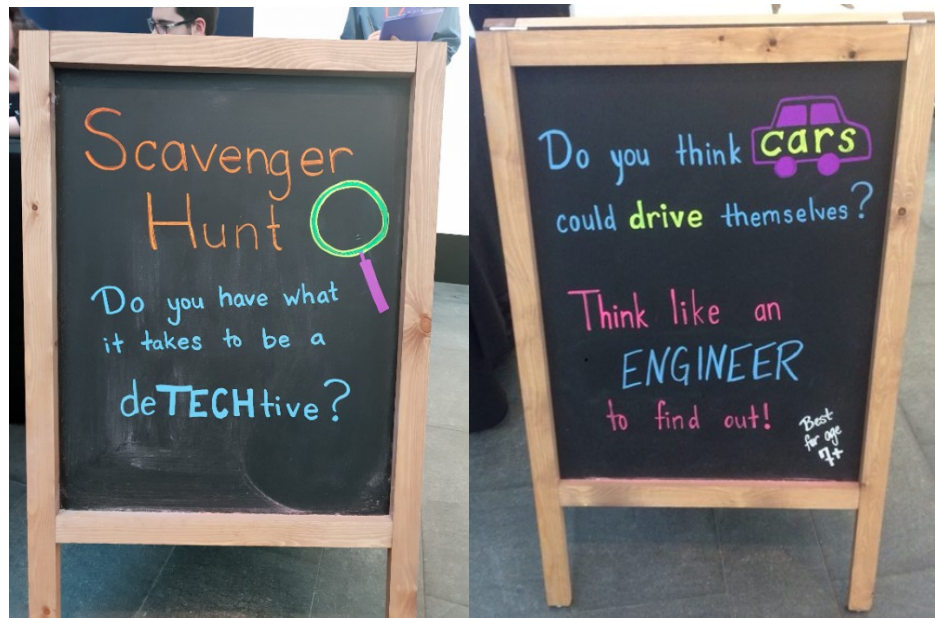 Scavenger
Hunt
Do you have what
it takes to be a
deTECHtive?
Do you think cars
could drive themselves?
Think like an
ENGINEER
to find out!
Best
for age
7+